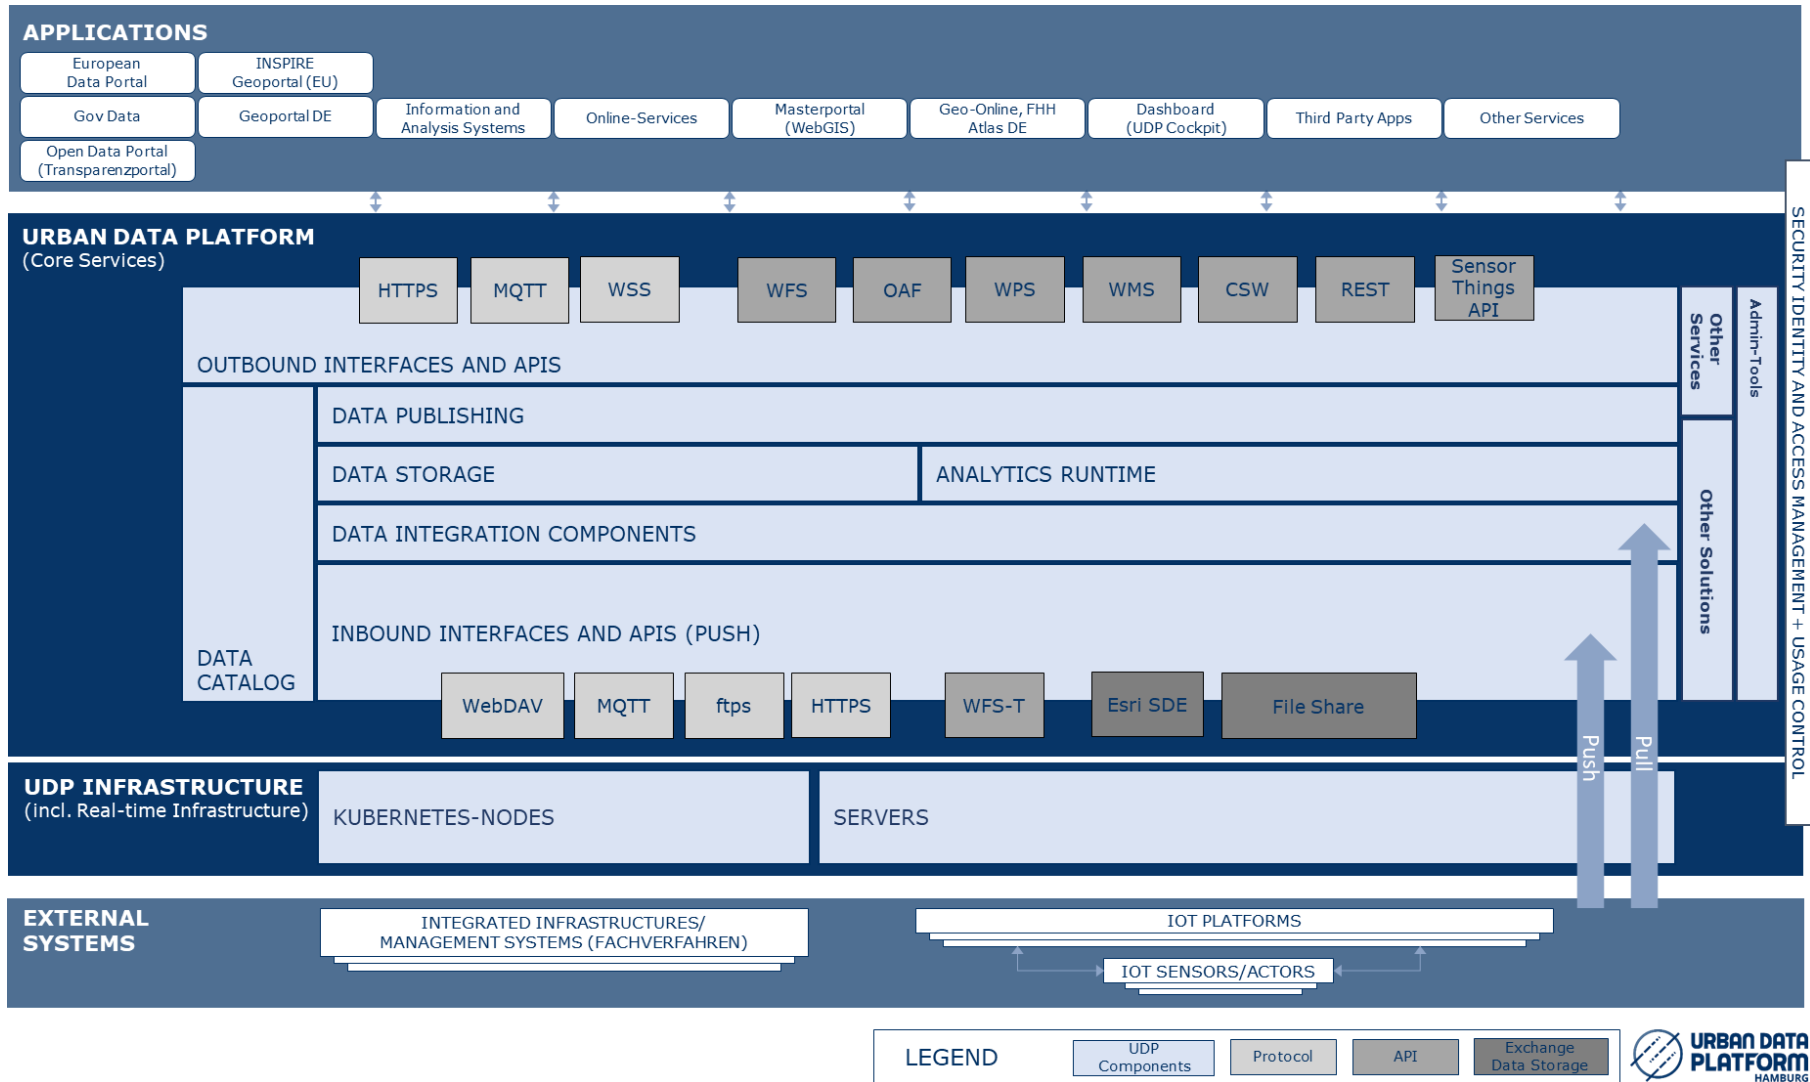 APPLICATIONS
European
Data Portal
INSPIRE
Geoportal (EU)
Gov Data
Geoportal DE
Information and
Analysis Systems
Online-Services
Masterportal
(WebGIS)
Geo-Online, FHH
Atlas DE
Dashboard
(UDP Cockpit)
Third Party Apps
Other Services
Open Data Portal
(Transparenzportal)
URBAN DATA PLATFORM
(Core Services)
HTTPS
MQTT
WSS
WFS
OAF
WPS
WMS
CSW
REST
Sensor
Things
API
OUTBOUND INTERFACES AND APIS
Other
Services
Admin-Tools
SECURITY IDENTITY AND ACCESS MANAGEMENT + USAGE CONTROL
DATA PUBLISHING
DATA STORAGE
ANALYTICS RUNTIME
DATA INTEGRATION COMPONENTS
Other Solutions
INBOUND INTERFACES AND APIS (PUSH)
DATA
CATALOG
WebDAV
MQTT
ftps
HTTPS
WFS-T
Esri SDE
File Share
Push
Pull
UDP INFRASTRUCTURE
(incl. Real-time Infrastructure)
KUBERNETES-NODES
SERVERS
EXTERNAL
SYSTEMS
INTEGRATED INFRASTRUCTURES/
MANAGEMENT SYSTEMS (FACHVERFAHREN)
IOT PLATFORMS
IOT SENSORS/ACTORS
LEGEND
UDP
Components
Protocol
API
Exchange
Data Storage
URBAN DATA
PLATFORM
HAMBURG